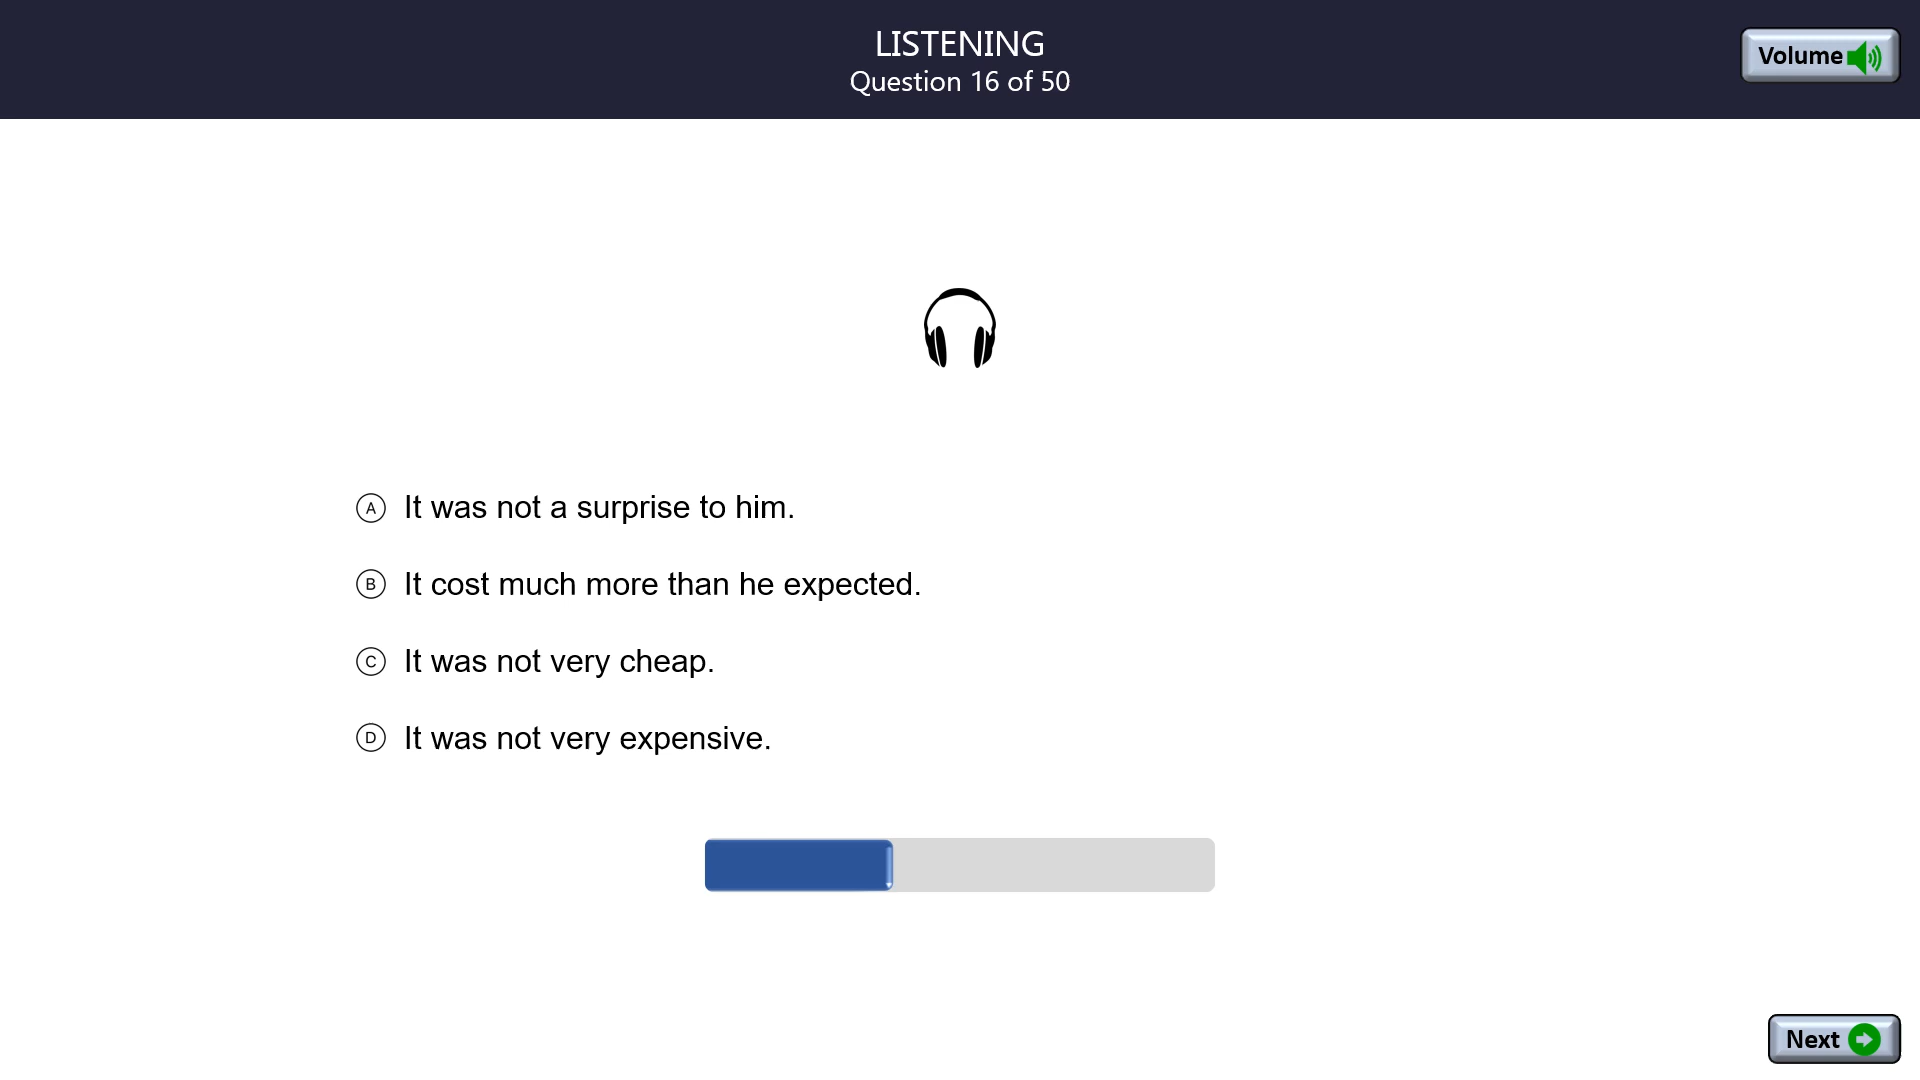 LISTENING
Question 16 of 50
Volume
A It was not a surprise to him.
B It cost much more than he expected.
C It was not very cheap.
D It was not very expensive.
Next